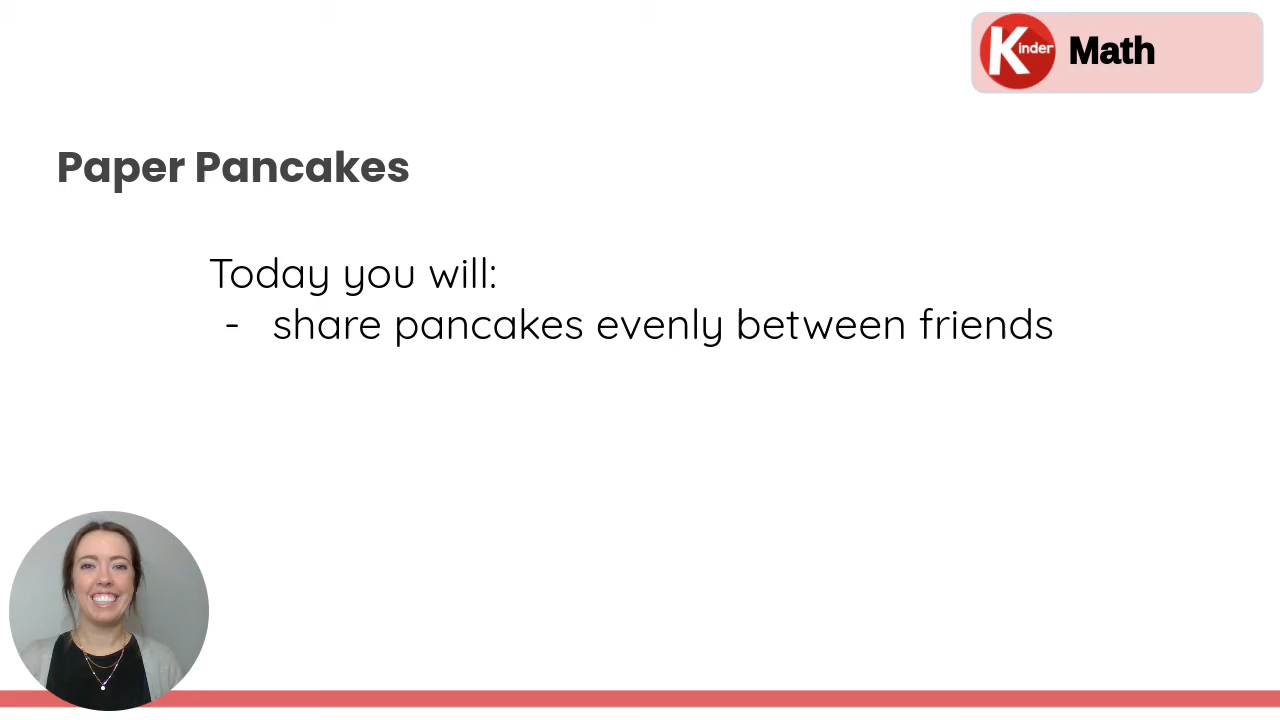 Kinder Math
Paper Pancakes
Today you will:
- share pancakes evenly between friends